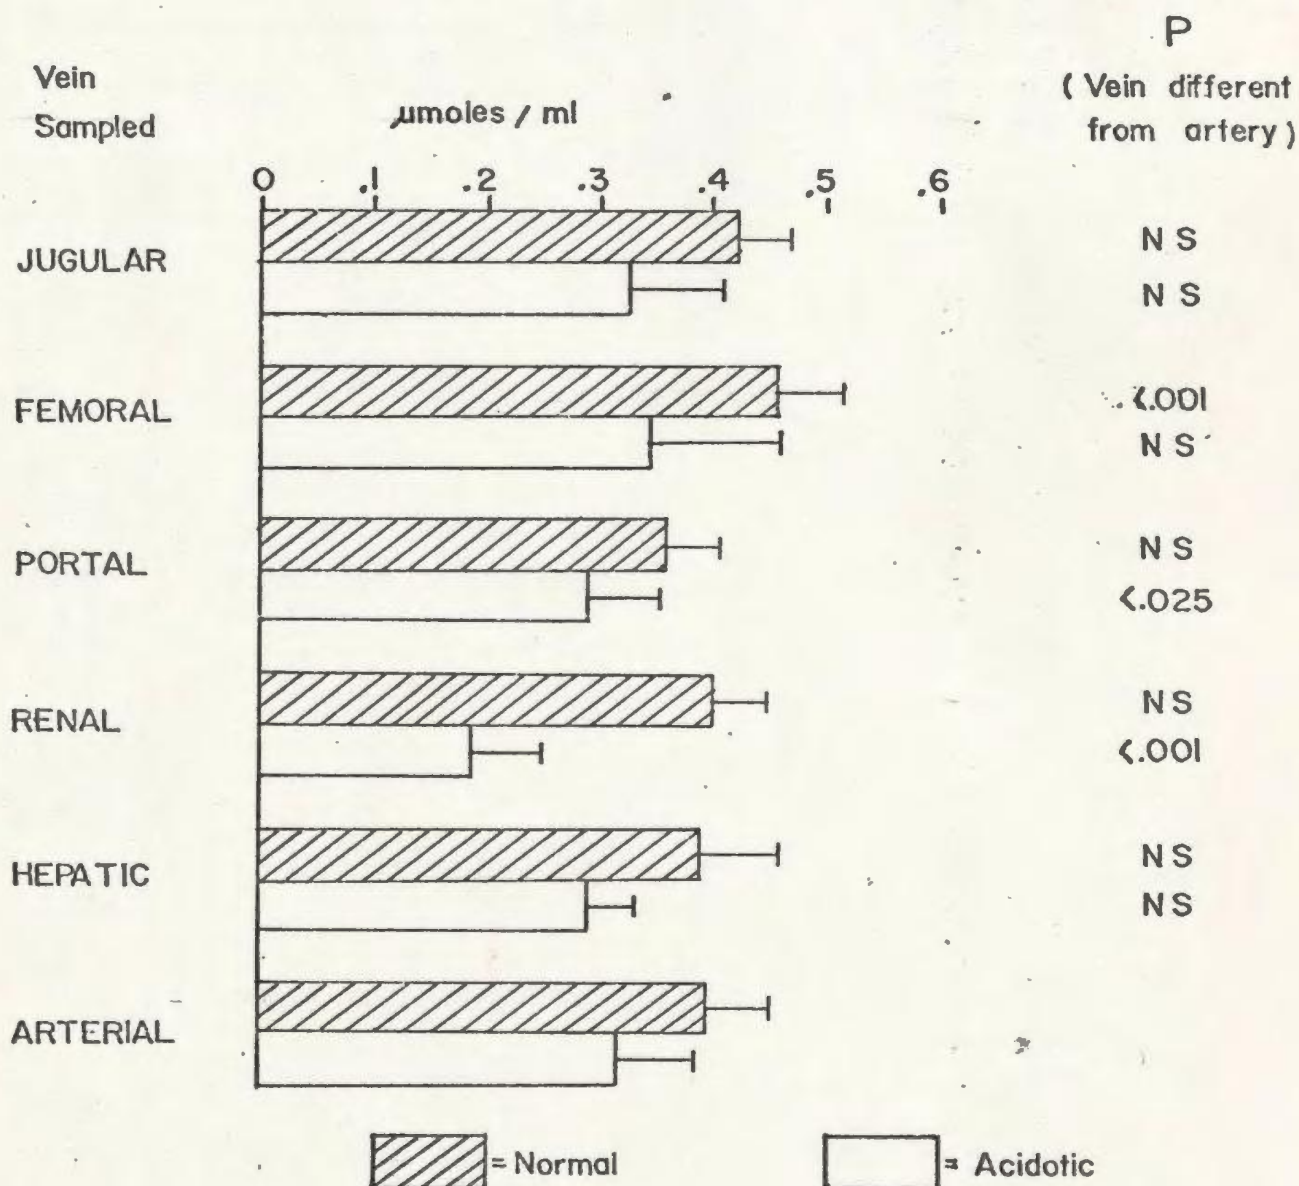 P
Vein
Sampled
μmoles / ml
( Vein different
from artery )
0 .1 .2 .3 .4 .5 .6
JUGULAR
NS
NS
FEMORAL
<.001
NS
PORTAL
NS
<.025
RENAL
NS
<.001
HEPATIC
NS
NS
ARTERIAL
= Normal
= Acidotic